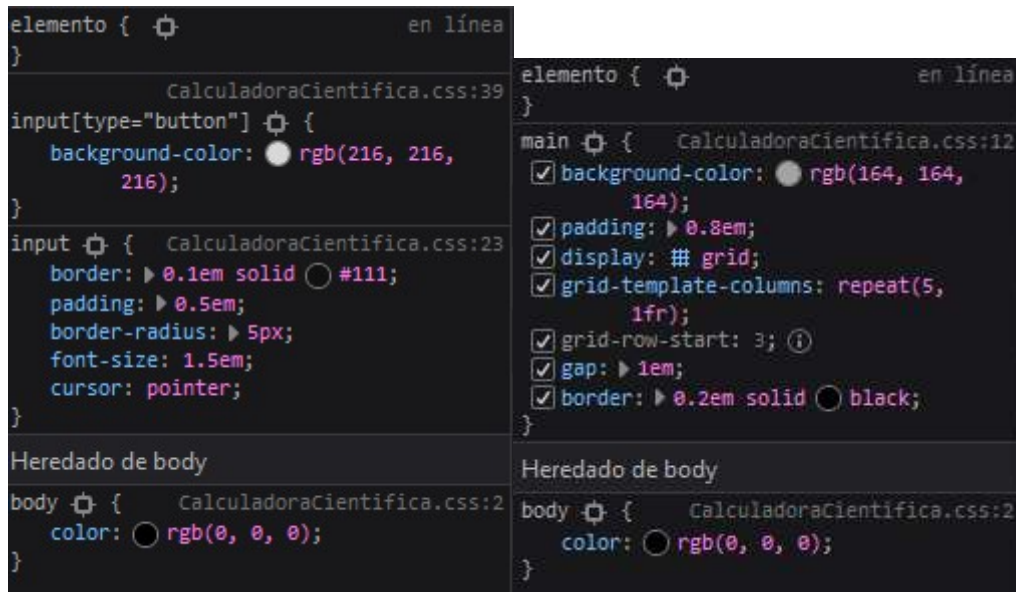 elemento { en línea
}
CalculadoraCientifica.css:39
input[type="button"] {
background-color: rgb(216, 216,
216);
}
input { CalculadoraCientifica.css:23
border: 0.1em solid #111;
padding: 0.5em;
border-radius: 5px;
font-size: 1.5em;
cursor: pointer;
}
Heredado de body
body { CalculadoraCientifica.css:2
color: rgb(0, 0, 0);
}
elemento { en línea
}
main { CalculadoraCientifica.css:12
background-color: rgb(164, 164,
164);
padding: 0.8em;
display: grid;
grid-template-columns: repeat(5,
1fr);
grid-row-start: 3;
gap: 1em;
border: 0.2em solid black;
}
Heredado de body
body { CalculadoraCientifica.css:2
color: rgb(0, 0, 0);
}